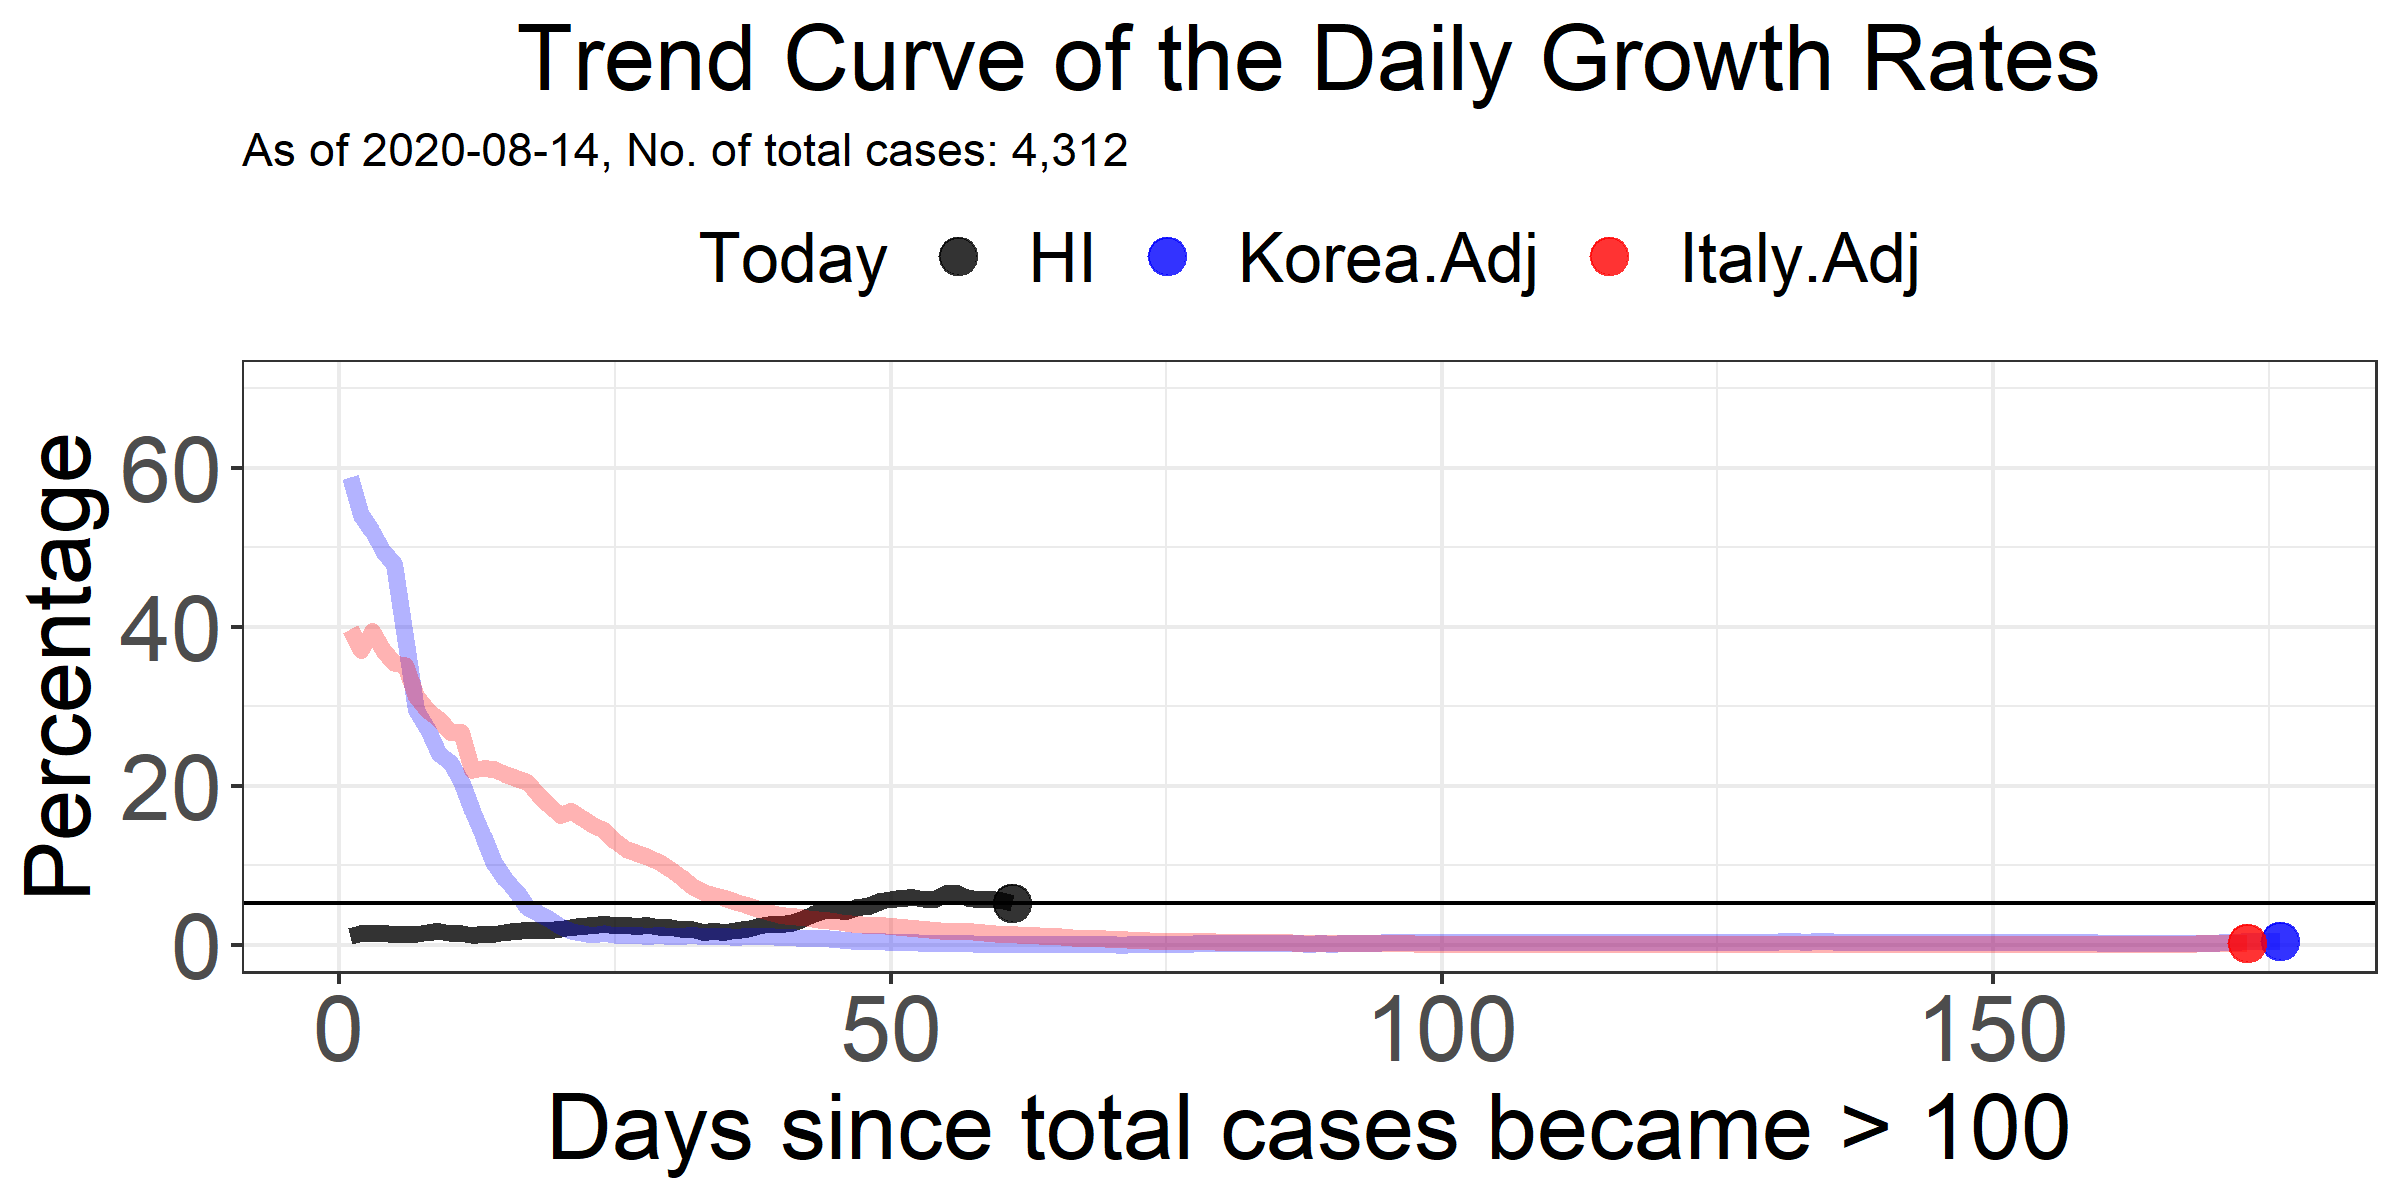 Trend Curve of the Daily Growth Rates
As of 2020-08-14, No. of total cases: 4,312
Today HI Korea.Adj Italy.Adj
Percentage
60
40
20
0
0 50 100 150
Days since total cases became > 100